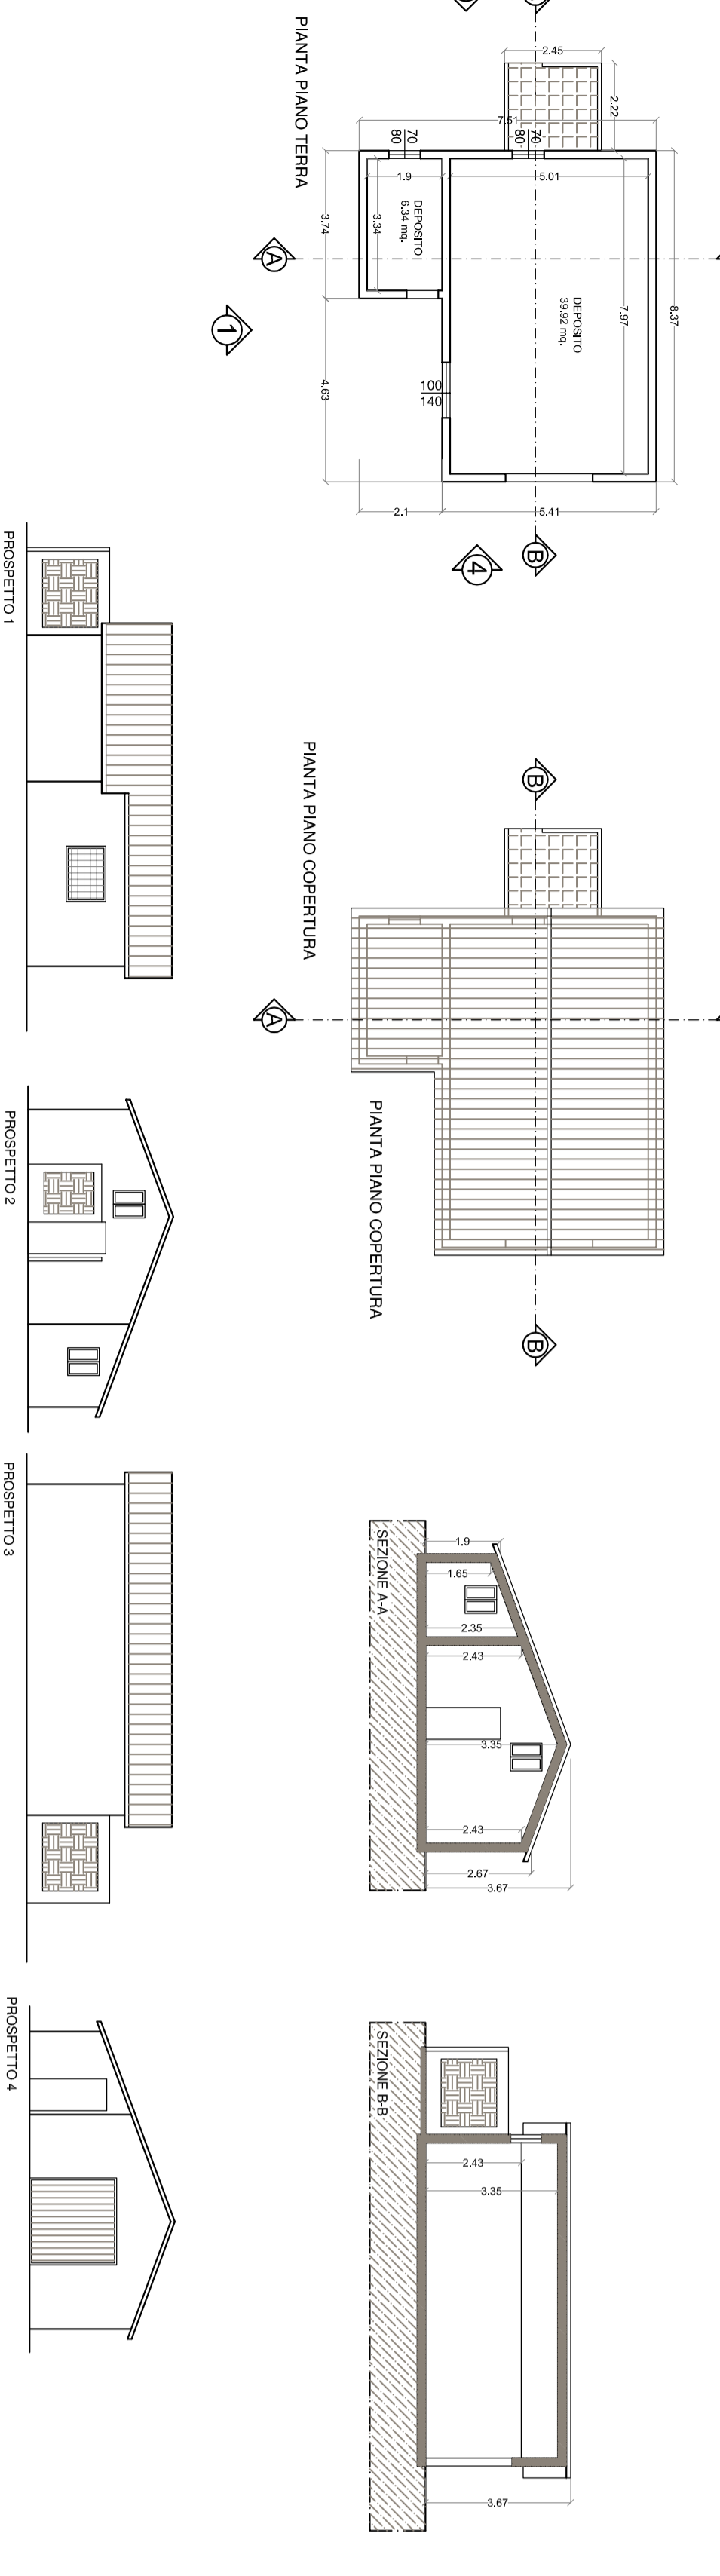 PIANTA PIANO TERRA
2.45
2.22
7.51
70
80
70
80
1.9
5.01
DEPOSITO
6.34 mq.
3.34
3.74
A
DEPOSITO
39.92 mq.
7.97
8.37
1
100
140
4.63
2.1
5.41
B
4
PIANTA PIANO COPERTURA
B
A
PIANTA PIANO COPERTURA
B
PROSPETTO 1
PROSPETTO 2
PROSPETTO 3
PROSPETTO 4
SEZIONE A-A
1.9
1.65
2.35
2.43
3.35
2.43
2.67
3.67
SEZIONE B-B
2.43
3.35
3.67